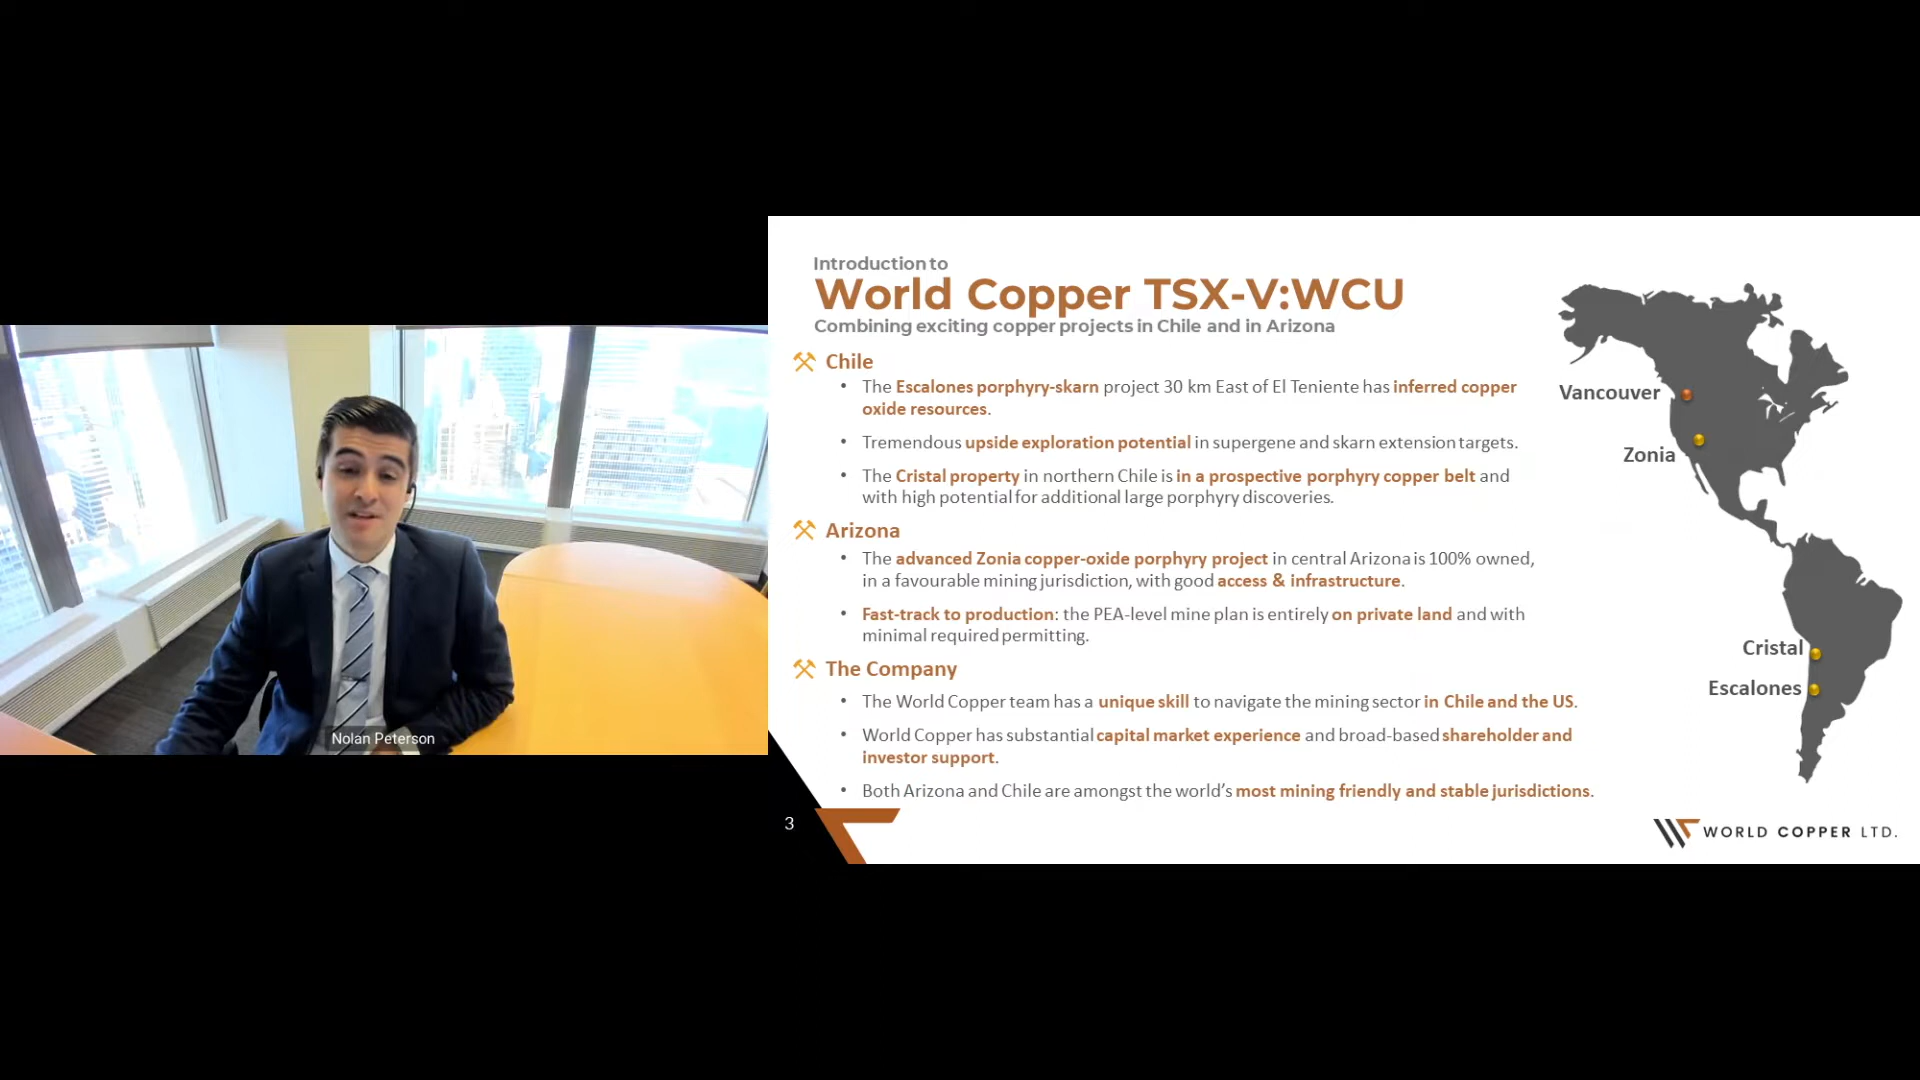 Nolan Peterson
Introduction to
World Copper TSX-V:WCU
Combining exciting copper projects in Chile and in Arizona
Chile
• The Escalones porphyry-skarn project 30 km East of El Teniente has inferred copper
oxide resources.
• Tremendous upside exploration potential in supergene and skarn extension targets.
• The Cristal property in northern Chile is in a prospective porphyry copper belt and
with high potential for additional large porphyry discoveries.
Arizona
• The advanced Zonia copper-oxide porphyry project in central Arizona is 100% owned,
in a favourable mining jurisdiction, with good access & infrastructure.
• Fast-track to production: the PEA-level mine plan is entirely on private land and with
minimal required permitting.
The Company
• The World Copper team has a unique skill to navigate the mining sector in Chile and the US.
• World Copper has substantial capital market experience and broad-based shareholder and
investor support.
• Both Arizona and Chile are amongst the world’s most mining friendly and stable jurisdictions.
3
Vancouver
Zonia
Cristal
Escalones
WORLD COPPER LTD.